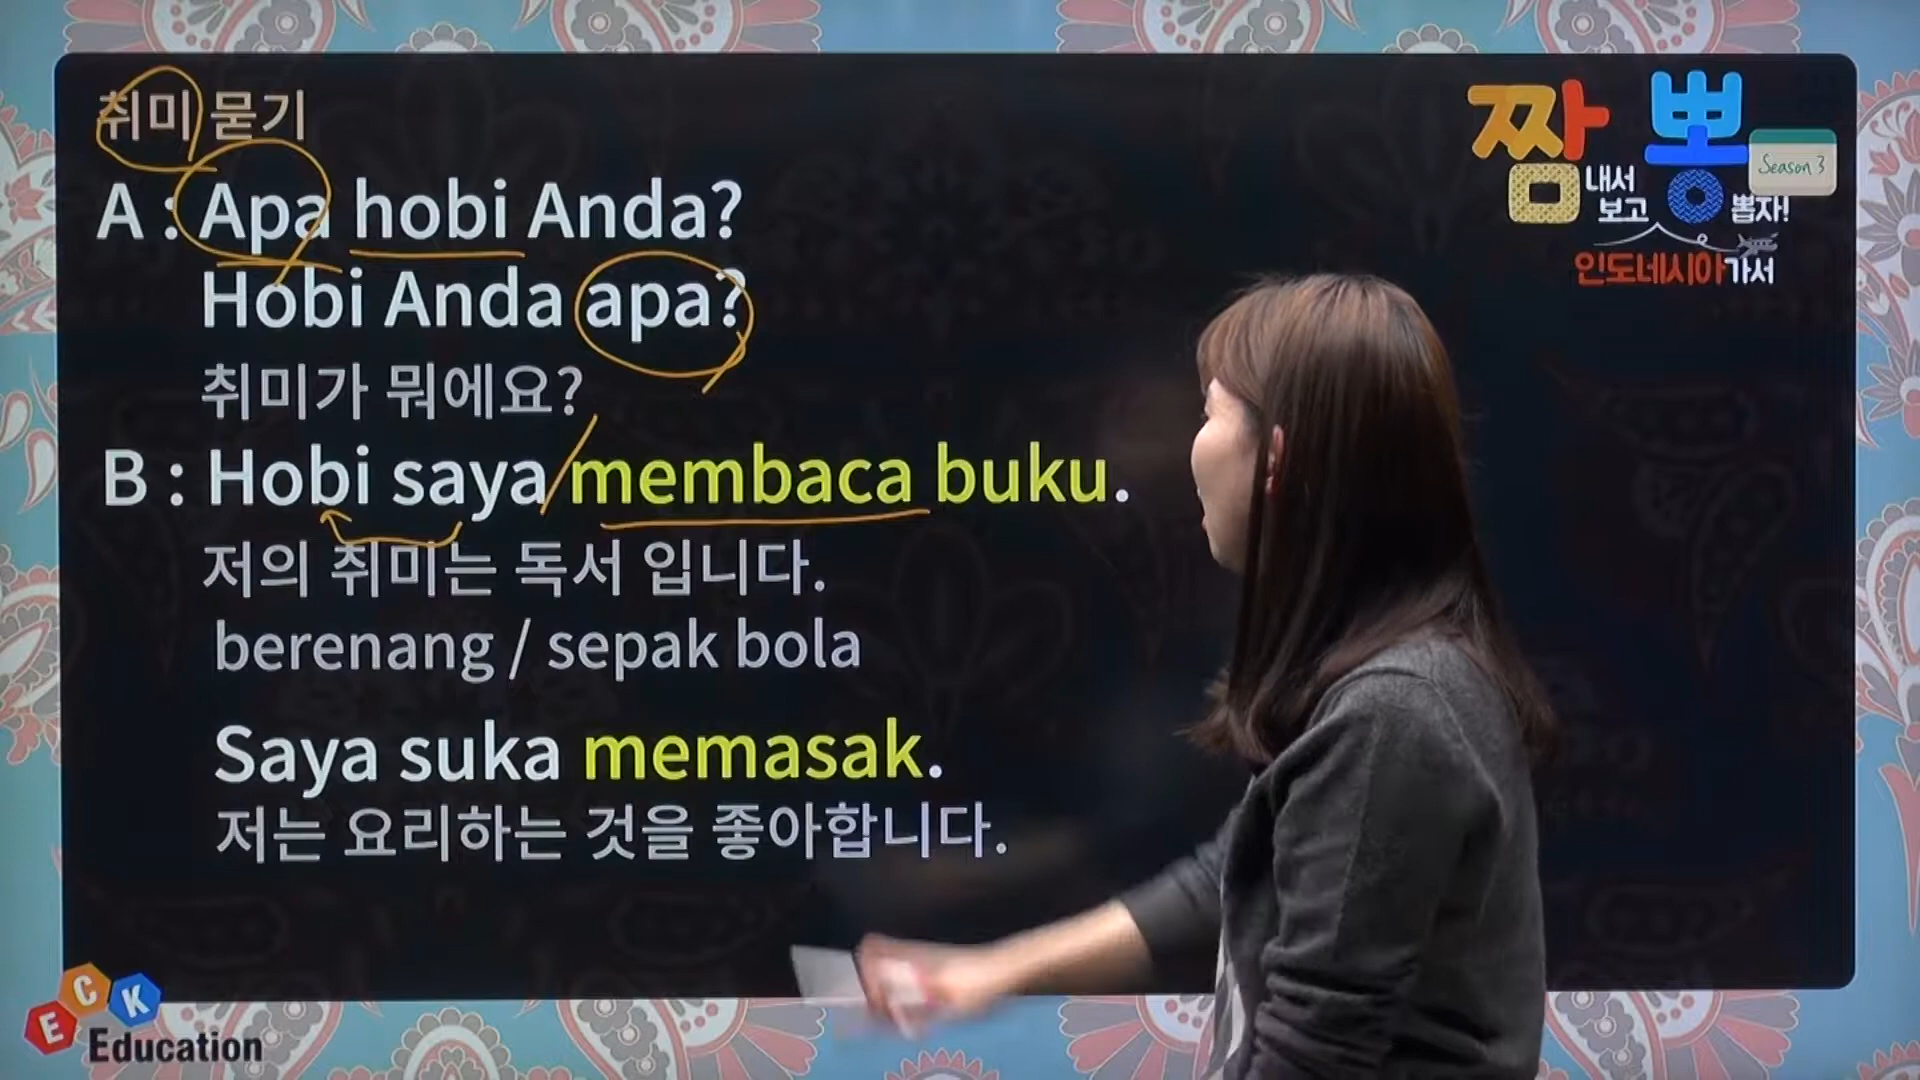 취미 묻기
A : Apa hobi Anda?
Hobi Anda apa?
취미가 뭐에요?
B : Hobi saya membaca buku.
저의 취미는 독서 입니다.
berenang / sepak bola
Saya suka memasak.
저는 요리하는 것을 좋아합니다.
짬뽕
Season 3
내서 뽑자!
보고
인도네시아가서
ECK
Education